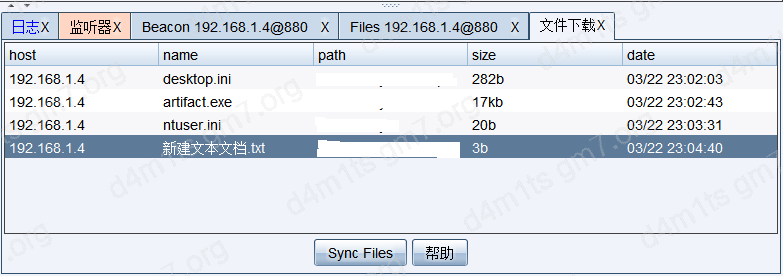 日志X 监听器X Beacon 192.168.1.4@880 X Files 192.168.1.4@880 X 文件下载X
host name path size date
192.168.1.4 desktop.ini 282b 03/22 23:02:03
192.168.1.4 artifact.exe 17kb 03/22 23:02:43
192.168.1.4 ntuser.ini 20b 03/22 23:03:31
192.168.1.4 新建文本文档.txt 3b 03/22 23:04:40
Sync Files 帮助
d4m1ts gm7.org